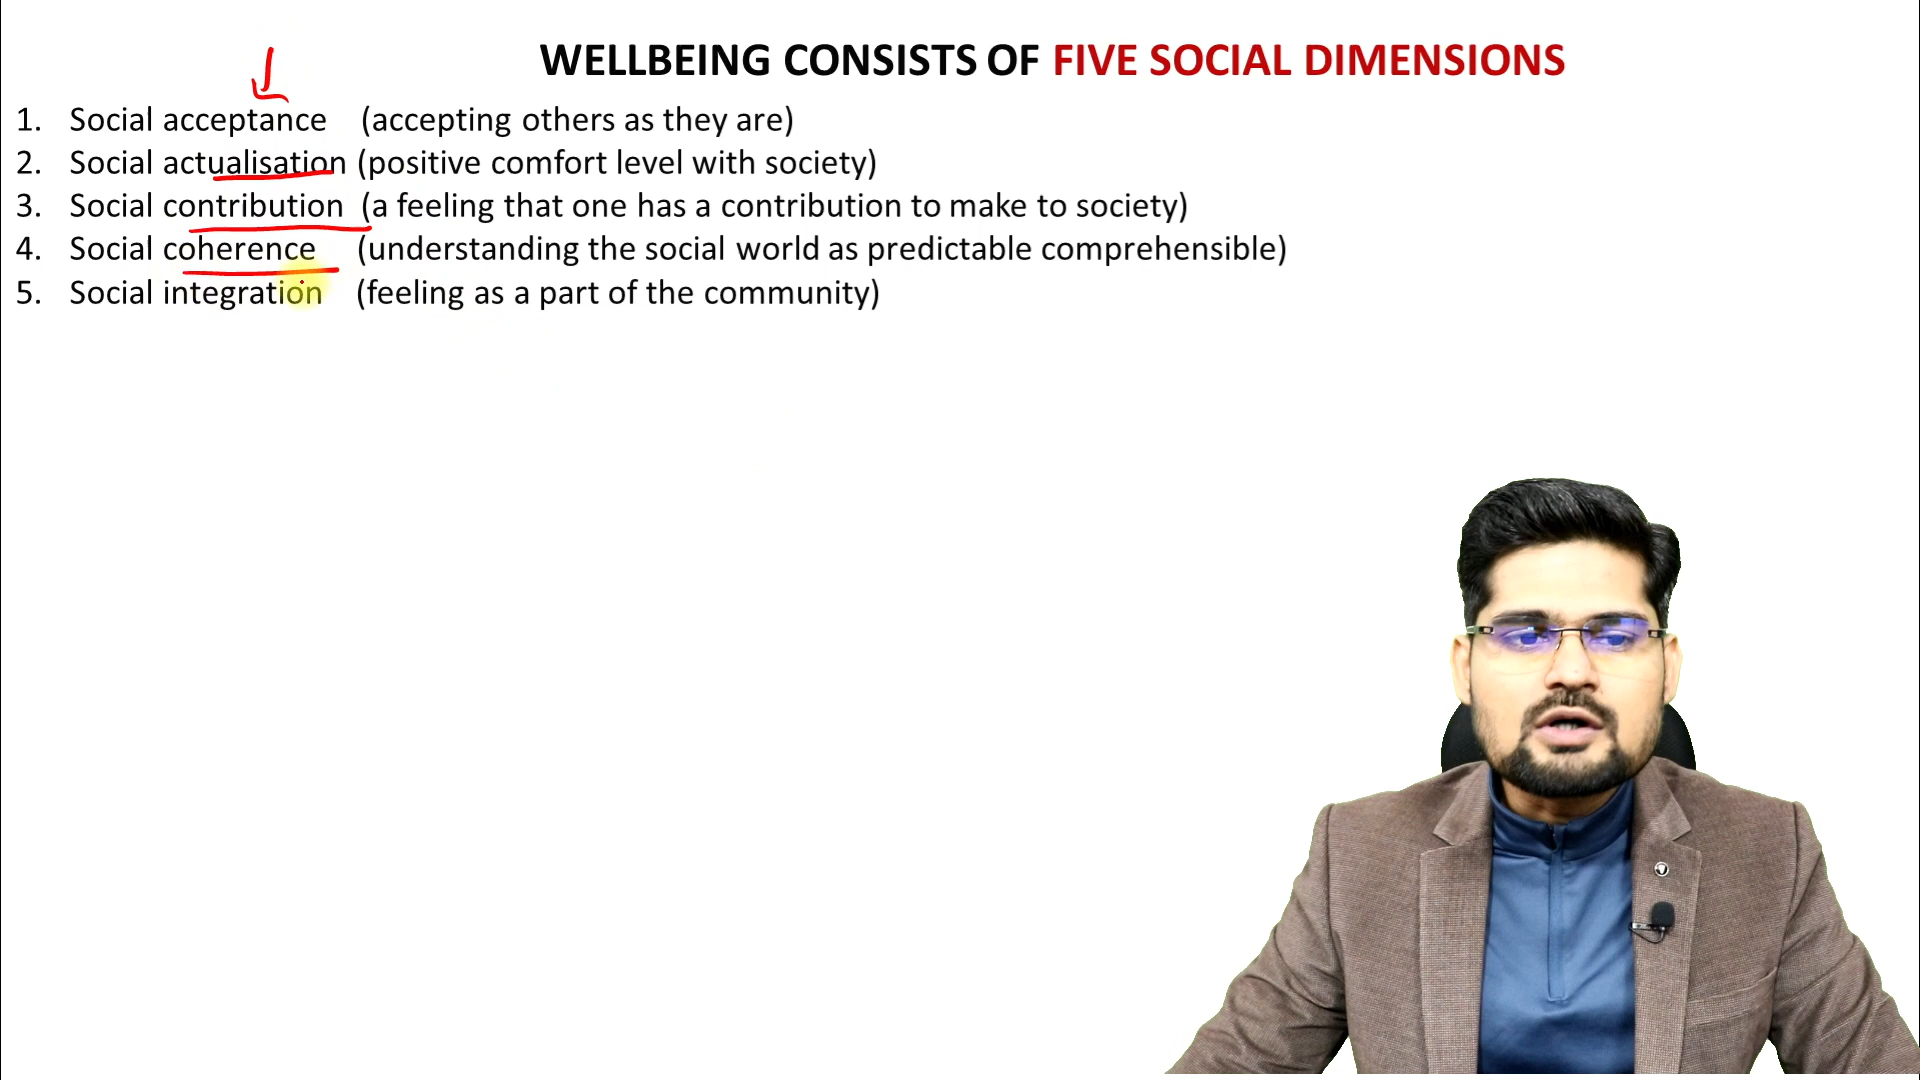 WELLBEING CONSISTS OF FIVE SOCIAL DIMENSIONS
1. Social acceptance (accepting others as they are)
2. Social actualisation (positive comfort level with society)
3. Social contribution (a feeling that one has a contribution to make to society)
4. Social coherence (understanding the social world as predictable comprehensible)
5. Social integration (feeling as a part of the community)